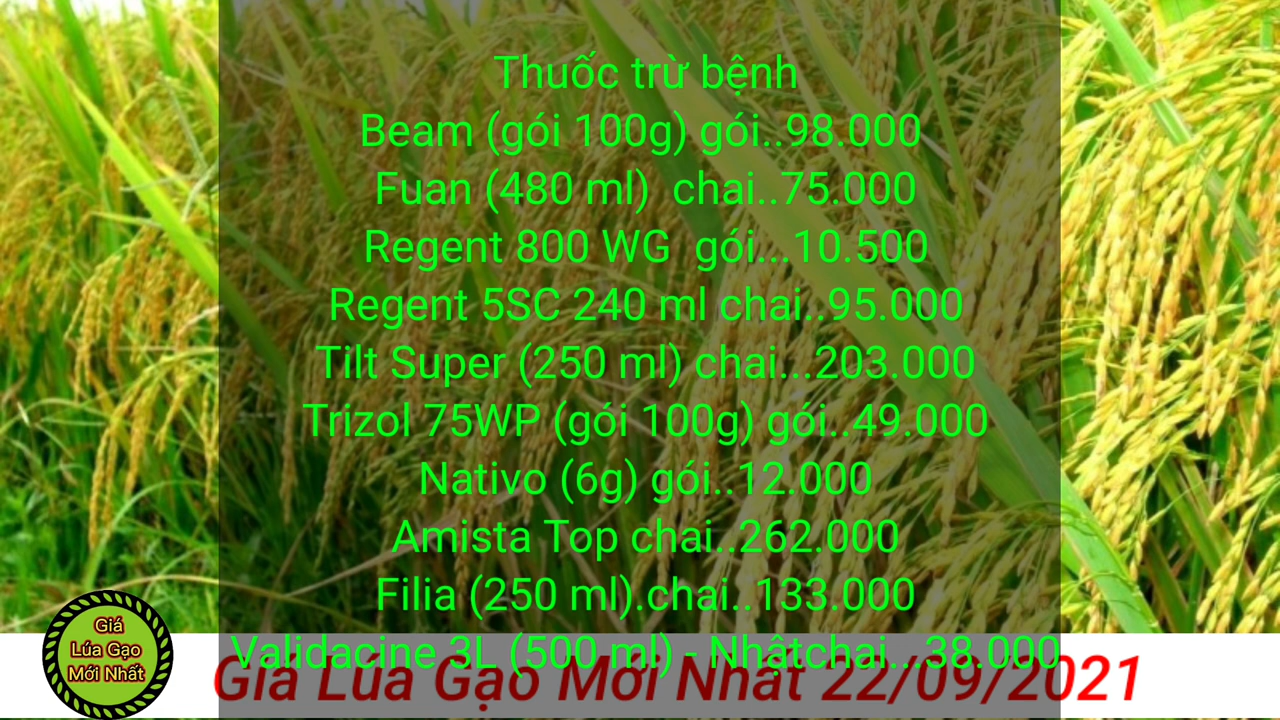 Thuốc trừ bệnh
Beam (gói 100g) gói..98.000
Fuan (480 ml)  chai..75.000
Regent 800 WG  gói...10.500
Regent 5SC 240 ml chai..95.000
Tilt Super (250 ml) chai...203.000
Trizol 75WP (gói 100g) gói..49.000
Nativo (6g) gói..12.000
Amista Top chai..262.000
Filia (250 ml).chai..133.000
Validacine 3L (500 ml) - Nhậtchai...38.000
Giá
Lúa Gạo
Mới Nhất
Giá Lúa Gạo Mới Nhất 22/09/2021